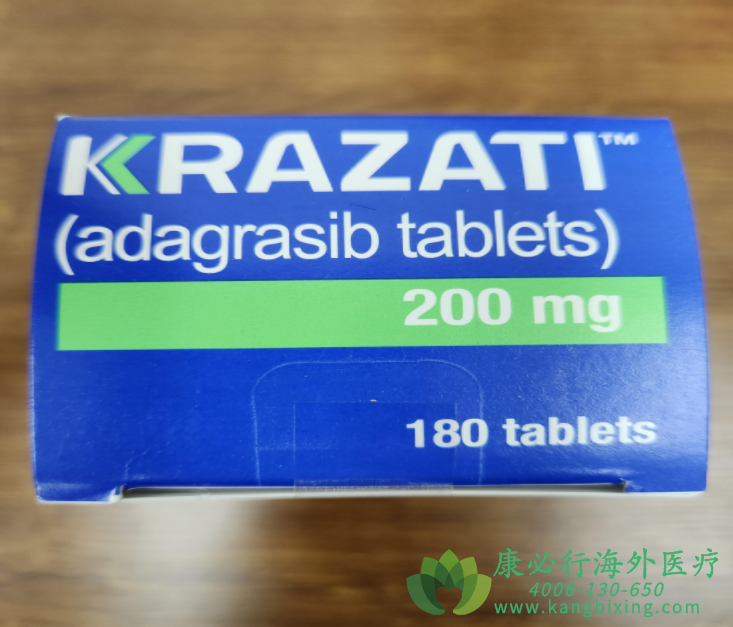 KRAZATI™
(adagrasib tablets)
200 mg
180 tablets
康必行海外医疗
4006-130-650
www.kangbixing.com